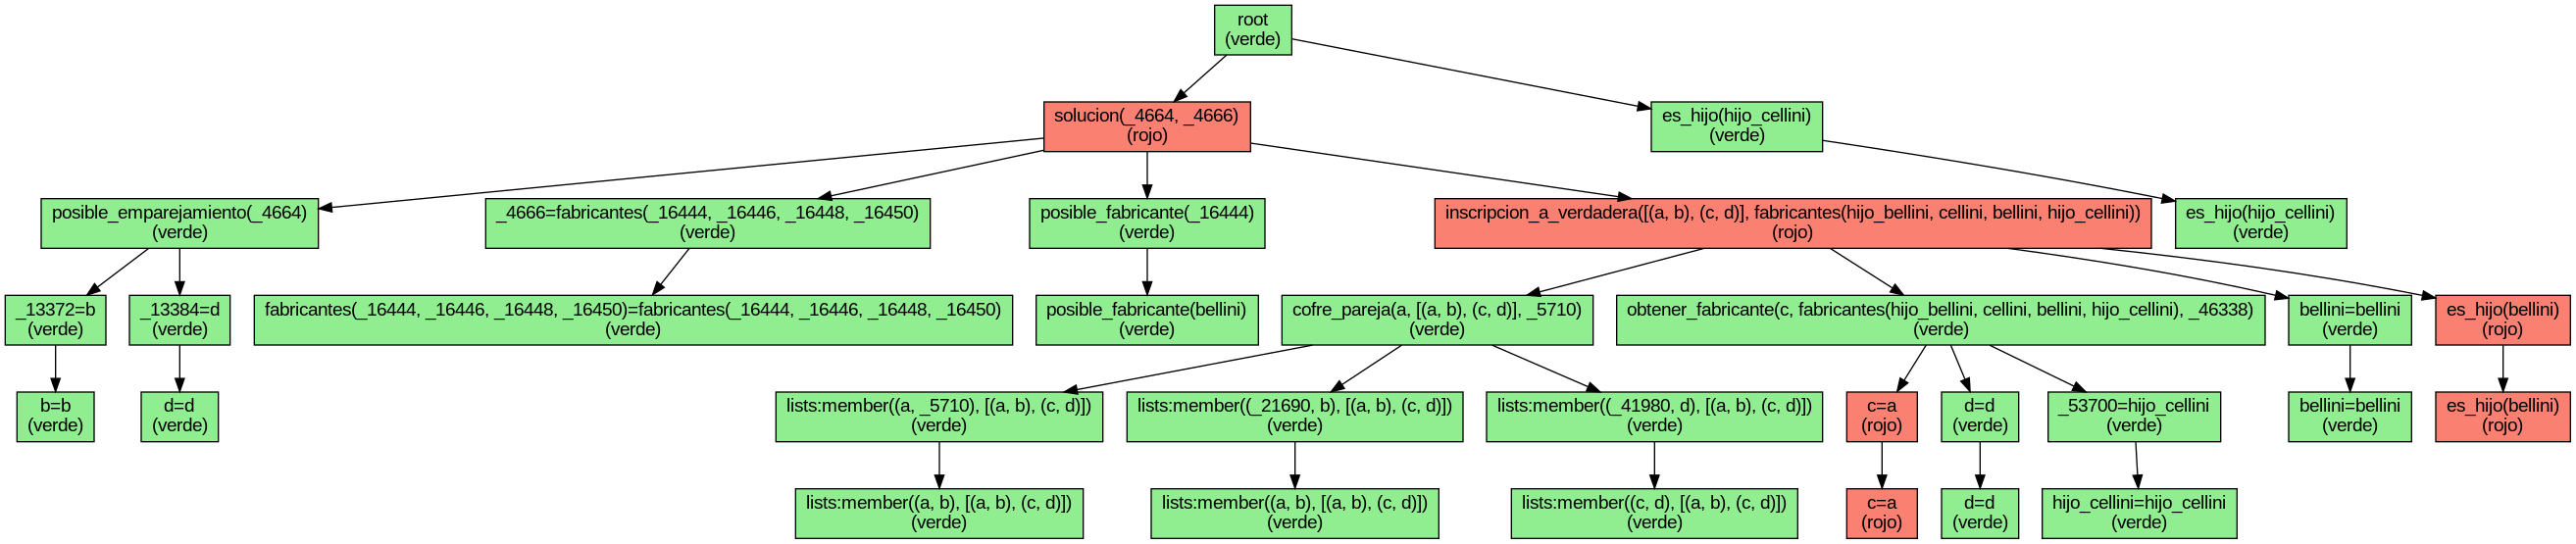 root
(verde)
solucion(_4664, _4666)
(rojo)
es_hijo(hijo_cellini)
(verde)
posible_emparejamiento(_4664)
(verde)
_4666=fabricantes(_16444, _16446, _16448, _16450)
(verde)
posible_fabricante(_16444)
(verde)
inscripcion_a_verdadera([(a, b), (c, d)], fabricantes(hijo_bellini, cellini, bellini, hijo_cellini))
(rojo)
es_hijo(hijo_cellini)
(verde)
_13372=b
(verde)
_13384=d
(verde)
fabricantes(_16444, _16446, _16448, _16450)=fabricantes(_16444, _16446, _16448, _16450)
(verde)
posible_fabricante(bellini)
(verde)
cofre_pareja(a, [(a, b), (c, d)], _5710)
(verde)
obtener_fabricante(c, fabricantes(hijo_bellini, cellini, bellini, hijo_cellini), _46338)
(verde)
bellini=bellini
(verde)
es_hijo(bellini)
(rojo)
b=b
(verde)
d=d
(verde)
lists:member((a, _5710), [(a, b), (c, d)])
(verde)
lists:member((_21690, b), [(a, b), (c, d)])
(verde)
lists:member((_41980, d), [(a, b), (c, d)])
(verde)
c=a
(rojo)
d=d
(verde)
_53700=hijo_cellini
(verde)
bellini=bellini
(verde)
es_hijo(bellini)
(rojo)
lists:member((a, b), [(a, b), (c, d)])
(verde)
lists:member((a, b), [(a, b), (c, d)])
(verde)
lists:member((c, d), [(a, b), (c, d)])
(verde)
c=a
(rojo)
d=d
(verde)
hijo_cellini=hijo_cellini
(verde)